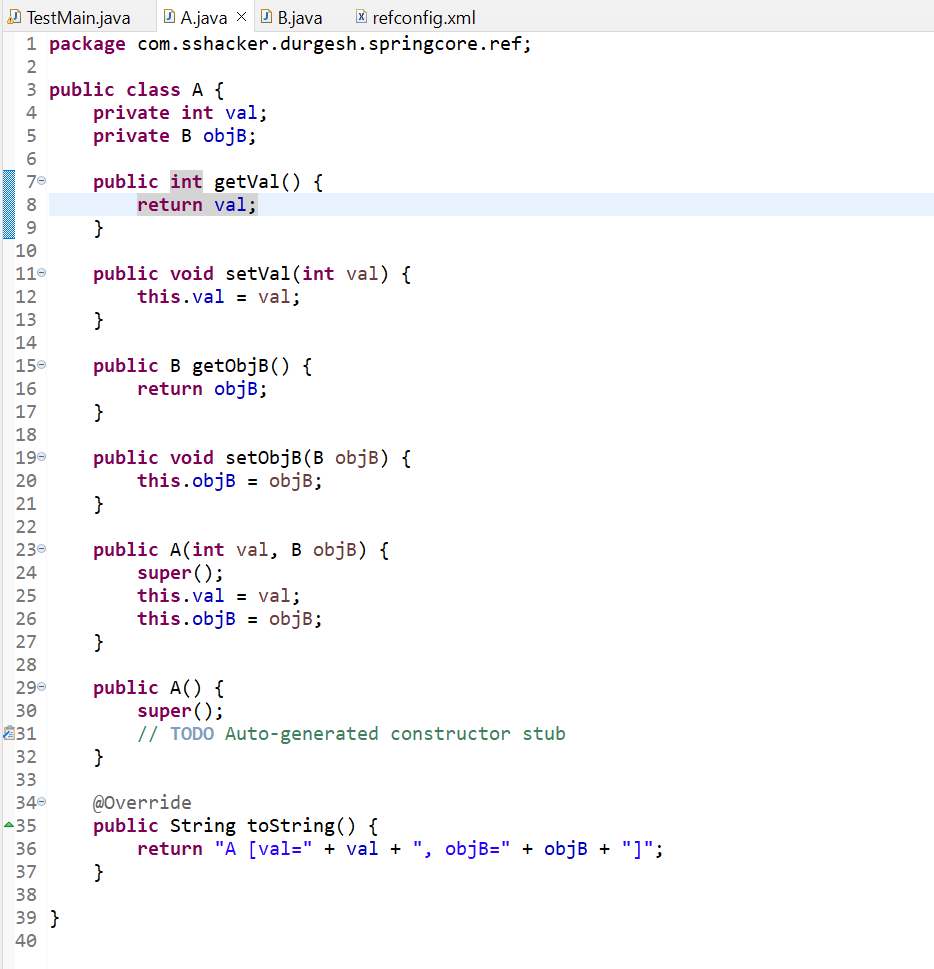 TestMain.java A.java B.java refconfig.xml
1 package com.sshacker.durgesh.springcore.ref;
2
3 public class A {
4     private int val;
5     private B objB;
6
7     public int getVal() {
8         return val;
9     }
10
11     public void setVal(int val) {
12         this.val = val;
13     }
14
15     public B getObjB() {
16         return objB;
17     }
18
19     public void setObjB(B objB) {
20         this.objB = objB;
21     }
22
23     public A(int val, B objB) {
24         super();
25         this.val = val;
26         this.objB = objB;
27     }
28
29     public A() {
30         super();
31         // TODO Auto-generated constructor stub
32     }
33
34     @Override
35     public String toString() {
36         return "A [val=" + val + ", objB=" + objB + "]";
37     }
38
39 }
40